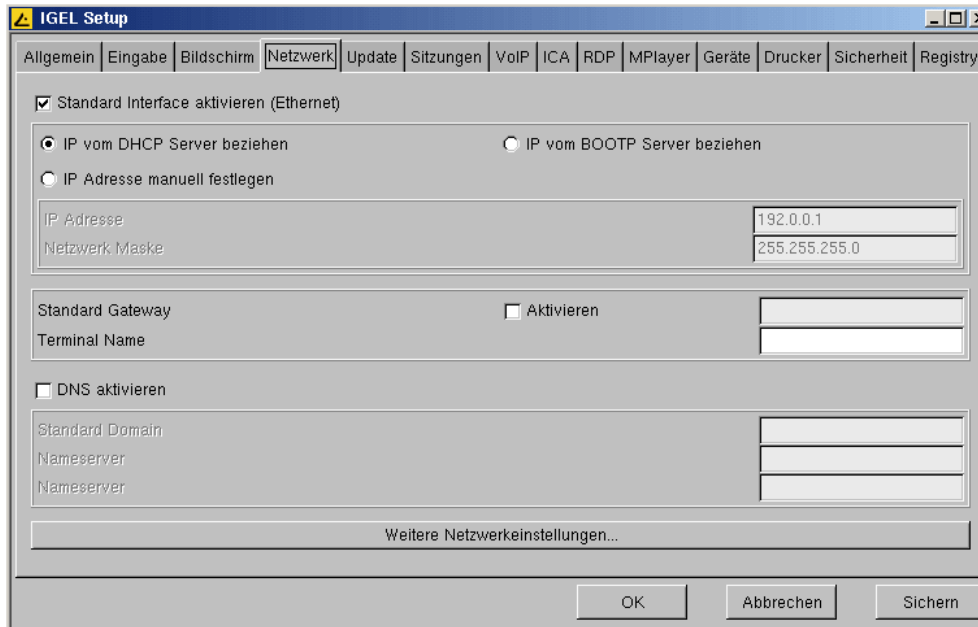 IGEL Setup
Allgemein Eingabe Bildschirm Netzwerk Update Sitzungen VoIP ICA RDP MPlayer Geräte Drucker Sicherheit Registry
Standard Interface aktivieren (Ethernet)
IP vom DHCP Server beziehen IP vom BOOTP Server beziehen
IP Adresse manuell festlegen
IP Adresse 192.0.0.1
Netzwerk Maske 255.255.255.0
Standard Gateway Aktivieren
Terminal Name
DNS aktivieren
Standard Domain
Nameserver
Nameserver
Weitere Netzwerkeinstellungen...
OK Abbrechen Sichern